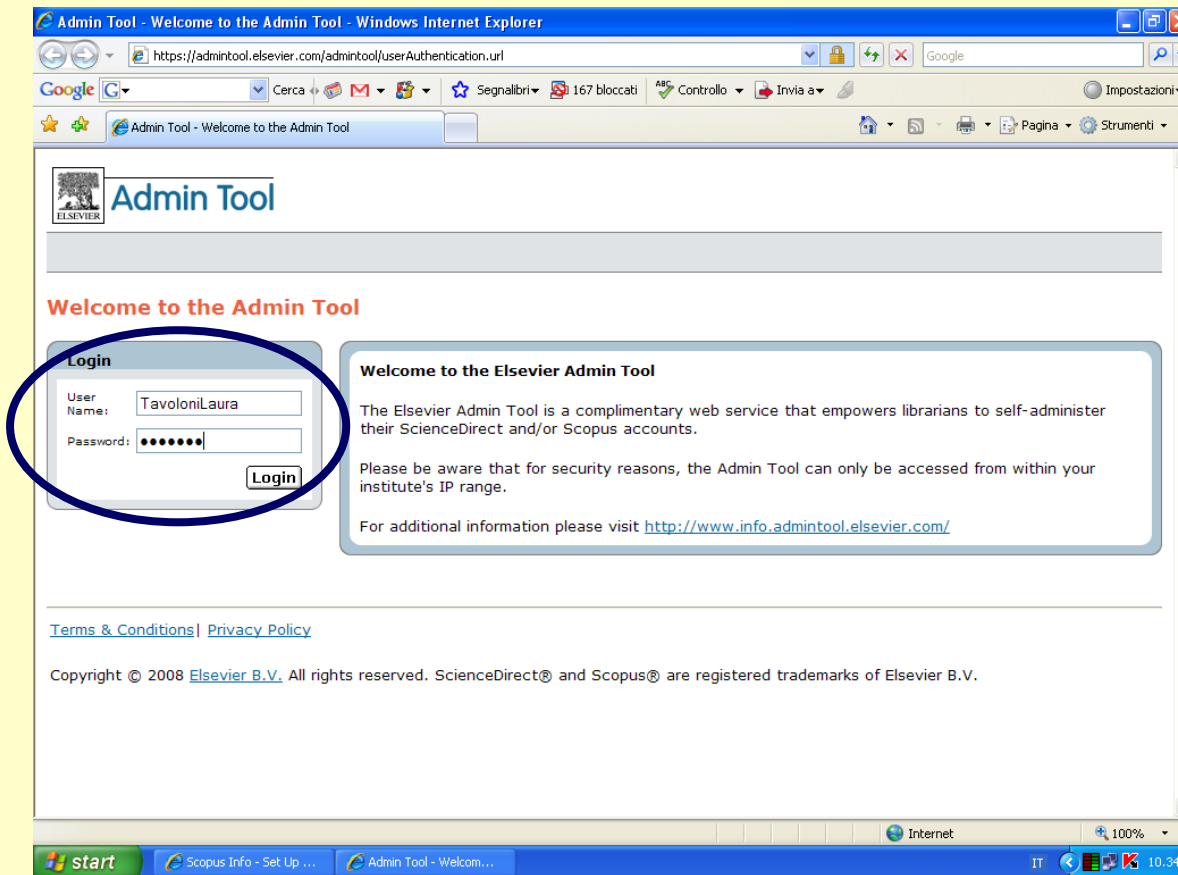 Admin Tool - Welcome to the Admin Tool - Windows Internet Explorer
https://admintool.elsevier.com/admintool/userAuthentication.url
Google
Google G
Cerca
Segnalibri
167 bloccati
ABC Controllo
Invia a
Impostazioni
Admin Tool - Welcome to the Admin Tool
Pagina
Strumenti
ELSEVIER
Admin Tool
Welcome to the Admin Tool
Login
User Name: TavoloniLaura
Password: •••••••
Login
Welcome to the Elsevier Admin Tool
The Elsevier Admin Tool is a complimentary web service that empowers librarians to self-administer
their ScienceDirect and/or Scopus accounts.
Please be aware that for security reasons, the Admin Tool can only be accessed from within your
institute's IP range.
For additional information please visit http://www.info.admintool.elsevier.com/
Terms & Conditions| Privacy Policy
Copyright © 2008 Elsevier B.V. All rights reserved. ScienceDirect® and Scopus® are registered trademarks of Elsevier B.V.
Internet
100%
start
Scopus Info - Set Up ...
Admin Tool - Welcom...
IT
10.34